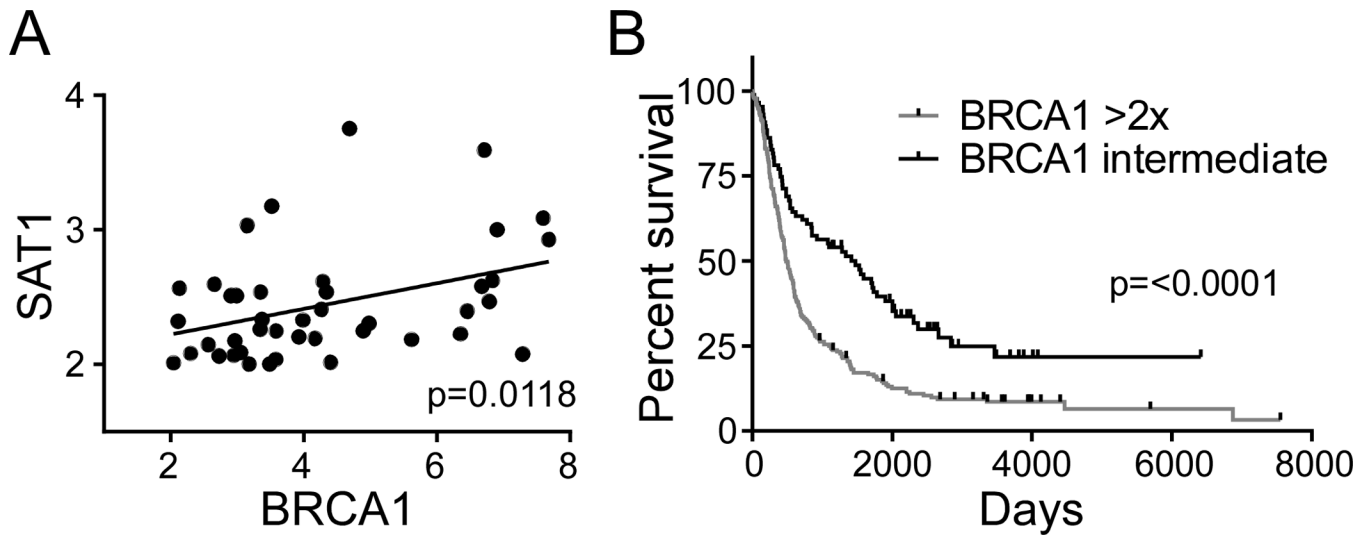 A
SAT1
4
3
2
p=0.0118
2 4 6 8
BRCA1
B
Percent survival
100
75
50
25
0
BRCA1 >2x
BRCA1 intermediate
p=<0.0001
0 2000 4000 6000 8000
Days